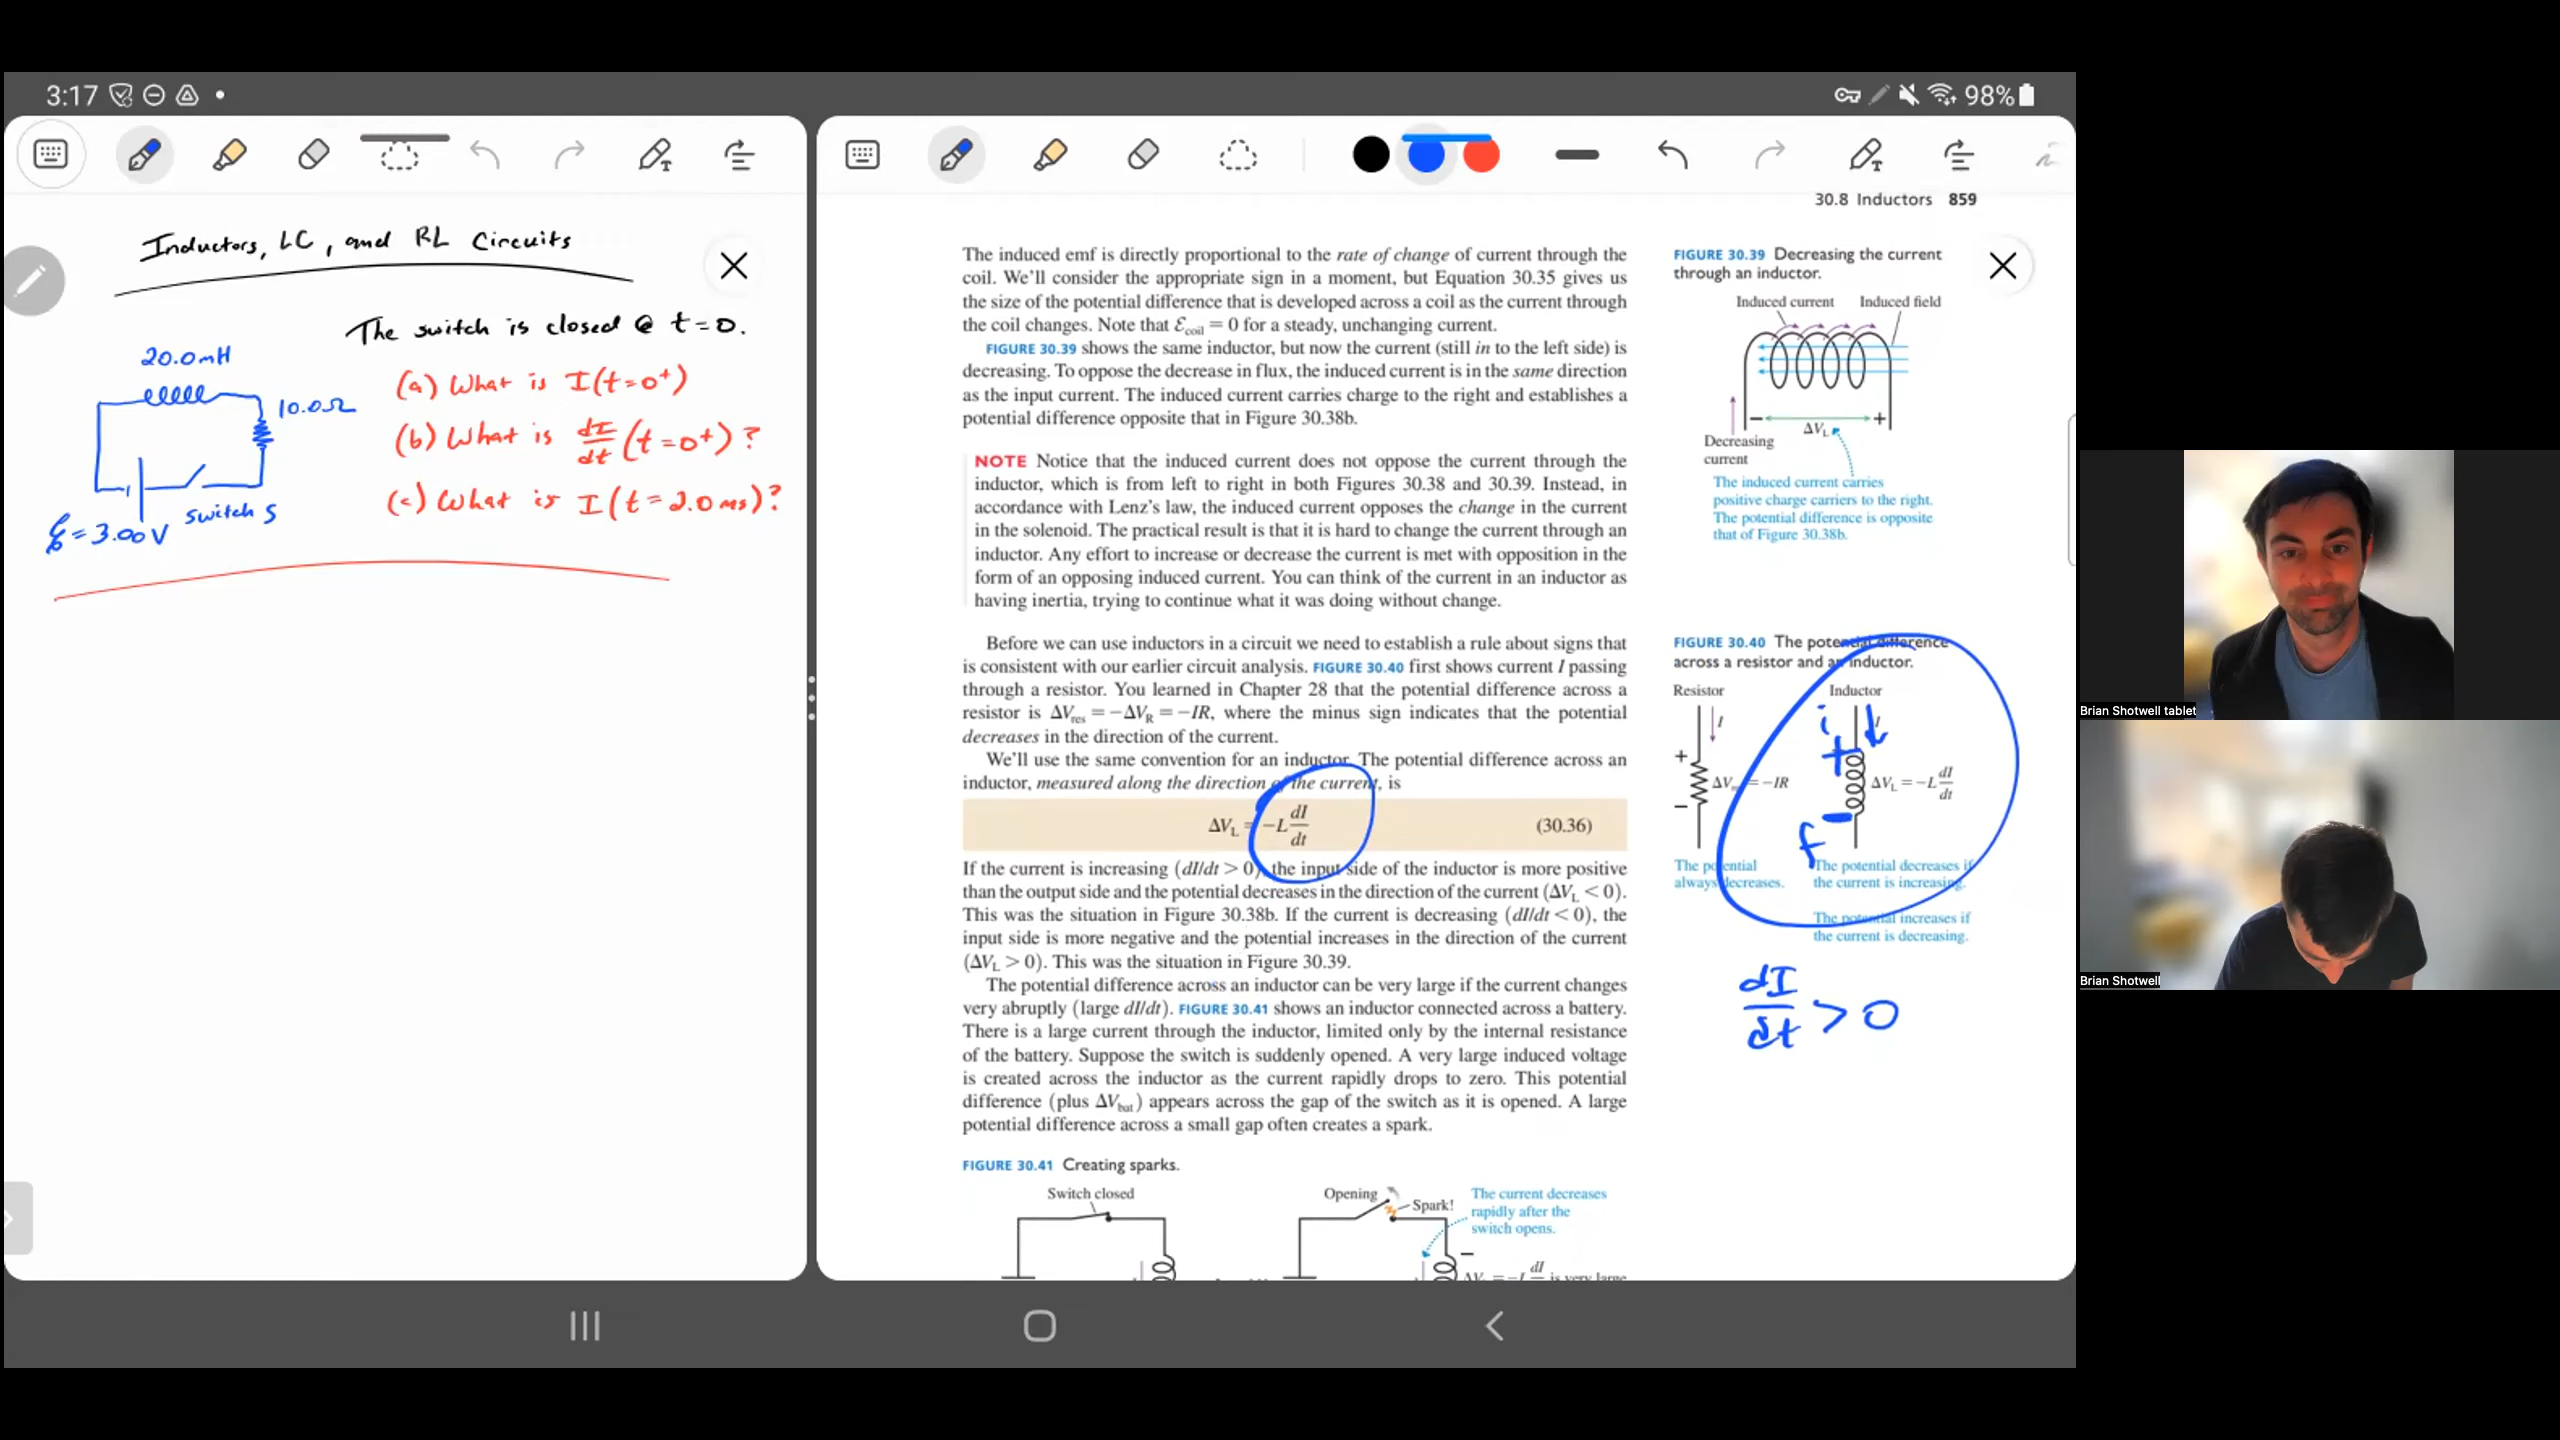 3:17
98%
Inductors, LC, and RL Circuits
The switch is closed @ t=0.
20.0mH
10.0Ω
(a) What is I(t=0⁺)
(b) What is dI/dt (t=0⁺)?
(c) What is I(t=2.0ms)?
switch S
ℰ=3.00V
30.8 Inductors 859
The induced emf is directly proportional to the rate of change of current through the
coil. We'll consider the appropriate sign in a moment, but Equation 30.35 gives us
the size of the potential difference that is developed across a coil as the current through
the coil changes. Note that ℰcoil = 0 for a steady, unchanging current.
FIGURE 30.39 shows the same inductor, but now the current (still in to the left side) is
decreasing. To oppose the decrease in flux, the induced current is in the same direction
as the input current. The induced current carries charge to the right and establishes a
potential difference opposite that in Figure 30.38b.
NOTE Notice that the induced current does not oppose the current through the
inductor, which is from left to right in both Figures 30.38 and 30.39. Instead, in
accordance with Lenz's law, the induced current opposes the change in the current
in the solenoid. The practical result is that it is hard to change the current through an
inductor. Any effort to increase or decrease the current is met with opposition in the
form of an opposing induced current. You can think of the current in an inductor as
having inertia, trying to continue what it was doing without change.
Before we can use inductors in a circuit we need to establish a rule about signs that
is consistent with our earlier circuit analysis. FIGURE 30.40 first shows current I passing
through a resistor. You learned in Chapter 28 that the potential difference across a
resistor is ΔVres = −ΔVR = −IR, where the minus sign indicates that the potential
decreases in the direction of the current.
We'll use the same convention for an inductor. The potential difference across an
inductor, measured along the direction of the current, is
ΔVL = −L dI/dt (30.36)
If the current is increasing (dI/dt > 0), the input side of the inductor is more positive
than the output side and the potential decreases in the direction of the current (ΔVL < 0).
This was the situation in Figure 30.38b. If the current is decreasing (dI/dt < 0), the
input side is more negative and the potential increases in the direction of the current
(ΔVL > 0). This was the situation in Figure 30.39.
The potential difference across an inductor can be very large if the current changes
very abruptly (large dI/dt). FIGURE 30.41 shows an inductor connected across a battery.
There is a large current through the inductor, limited only by the internal resistance
of the battery. Suppose the switch is suddenly opened. A very large induced voltage
is created across the inductor as the current rapidly drops to zero. This potential
difference (plus ΔVbat) appears across the gap of the switch as it is opened. A large
potential difference across a small gap often creates a spark.
FIGURE 30.41 Creating sparks.
Switch closed
Opening
Spark!
The current decreases
rapidly after the
switch opens.
−
FIGURE 30.39 Decreasing the current
through an inductor.
Induced current
Induced field
− +
ΔVL
Decreasing
current
The induced current carries
positive charge carriers to the right.
The potential difference is opposite
that of Figure 30.38b.
FIGURE 30.40 The potential difference
across a resistor and an inductor.
Resistor
Inductor
I
i
I
+
+
= −IR
ΔVL = −L dI/dt
−
−
f
The potential
always decreases.
The potential decreases if
the current is increasing.
The potential increases if
the current is decreasing.
dI/dt > 0
Brian Shotwell tablet
Brian Shotwell